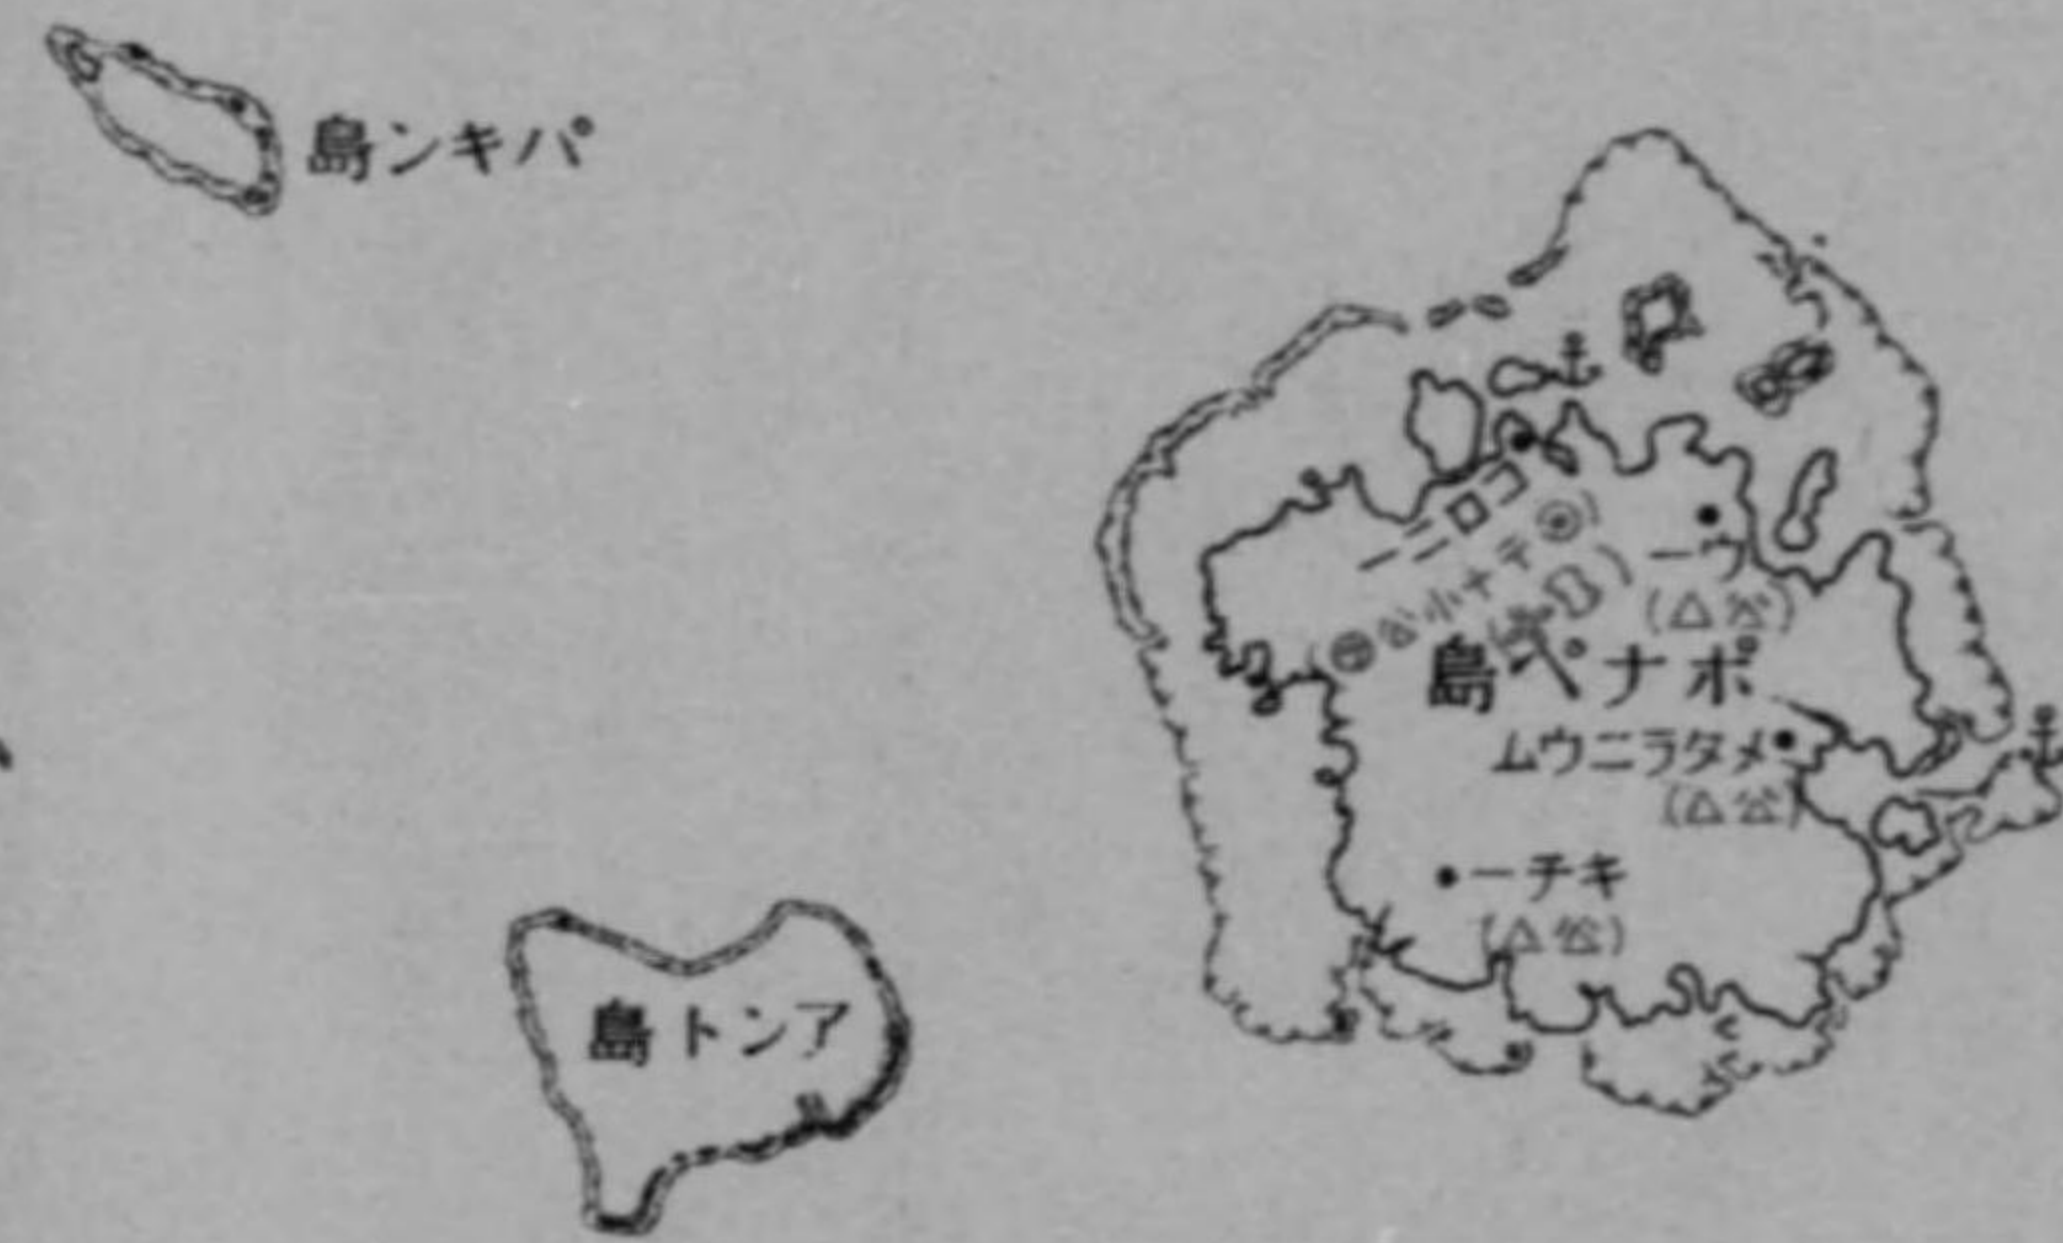 パキン島
コロニー
ウー
(公△)
ポナペ島
メタラニウム
(公△)
キチー
(公△)
アント島